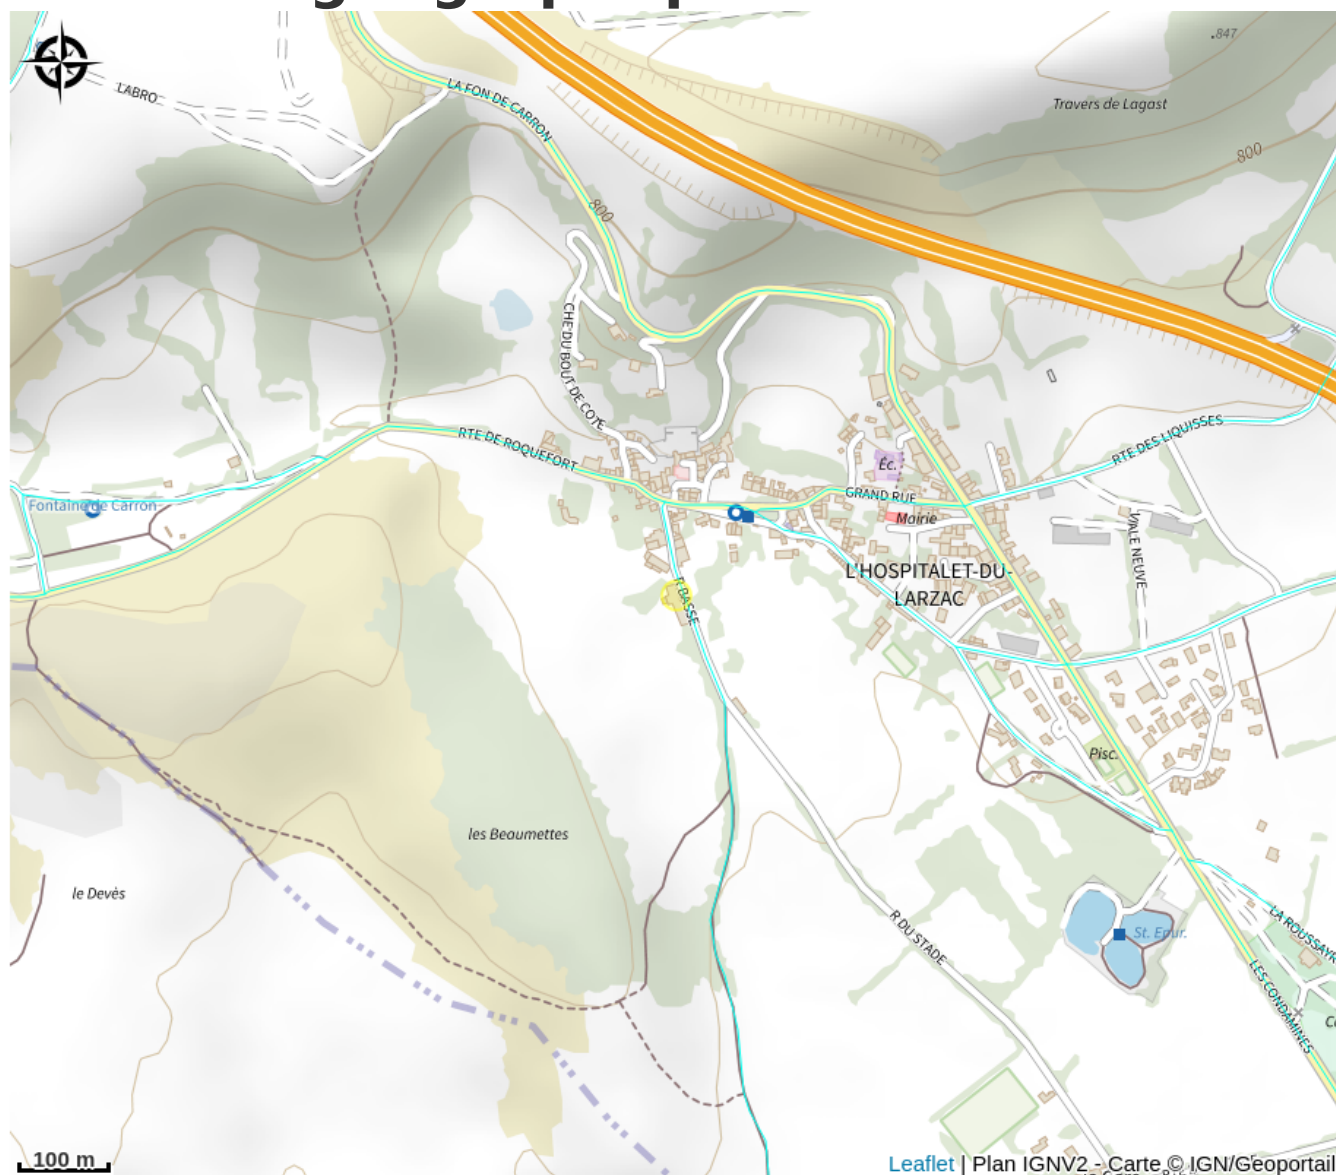 .847
LABRO
LA FON DE CARRON
Travers de Lagast
800
800
CHE DU BOUT DE COTE
RTE DE ROQUEFORT
RTE DES LIQUISSES
Éc.
GRAND RUE
Fontaine de Carron
Mairie
VIALE NEUVE
L'HOSPITALET-DU-
LARZAC
R BASSE
Pisc.
les Beaumettes
le Devès
R DU STADE
St. Epur.
LA ROUSSAYR
LES CONDAMINES
100 m
Leaflet | Plan IGNV2 - Carte © IGN/Geoportail